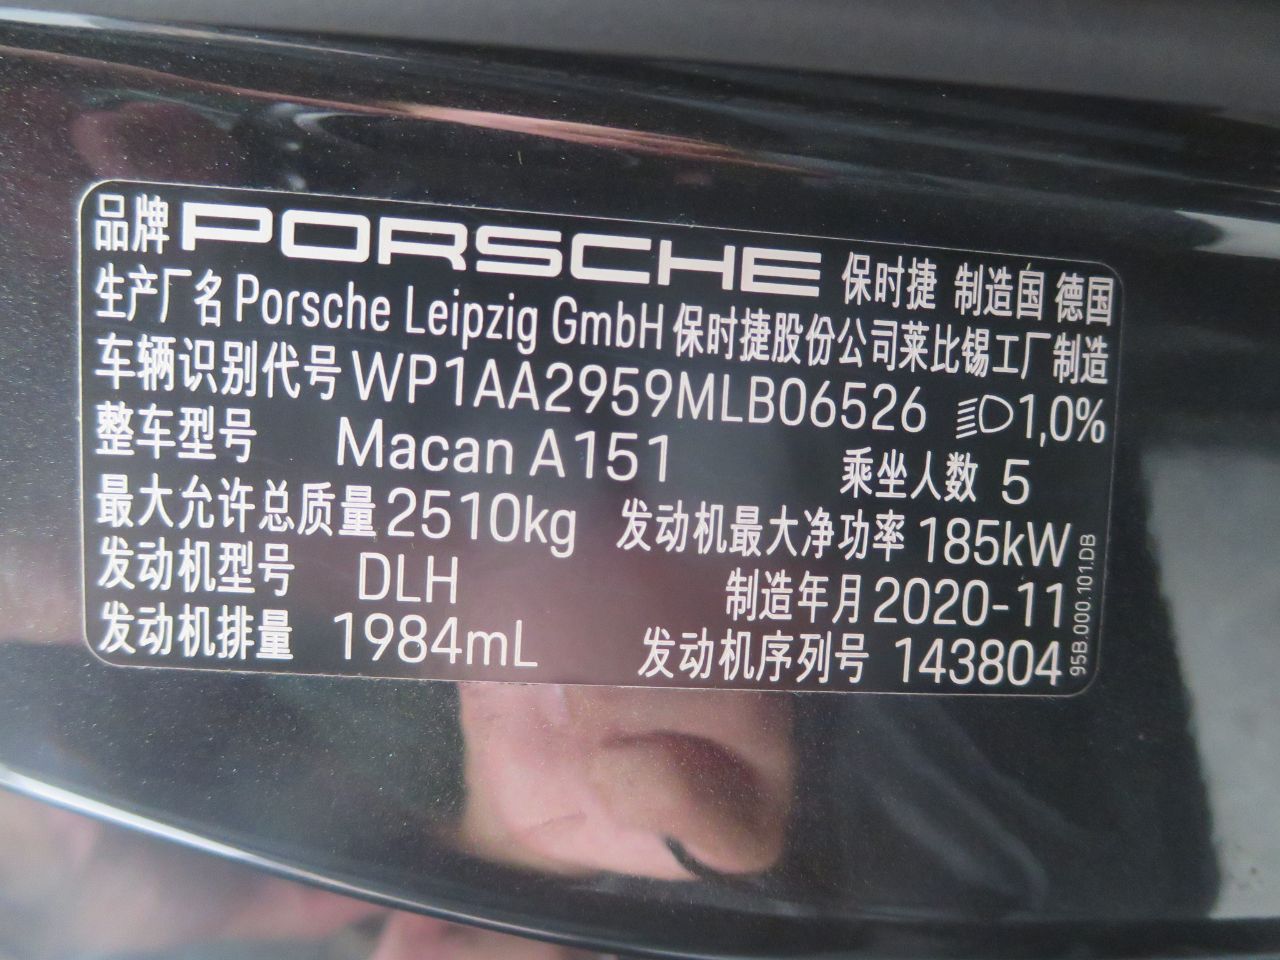 品牌 PORSCHE 保时捷 制造国 德国
生产厂名 Porsche Leipzig GmbH 保时捷股份公司莱比锡工厂制造
车辆识别代号 WP1AA2959MLB06526 1,0%
整车型号 Macan A151 乘坐人数 5
最大允许总质量 2510kg 发动机最大净功率 185kW
发动机型号 DLH 制造年月 2020-11
发动机排量 1984mL 发动机序列号 143804
95B.000.101.DB